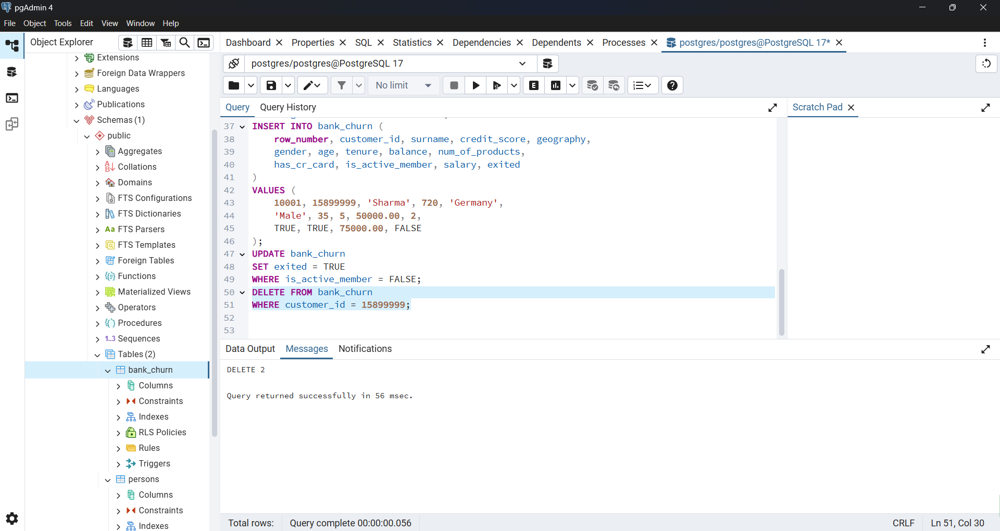 pgAdmin 4
File Object Tools Edit View Window Help
Object Explorer
Dashboard Properties SQL Statistics Dependencies Dependents Processes postgres/postgres@PostgreSQL 17*
postgres/postgres@PostgreSQL 17
No limit
E
Query Query History
Scratch Pad
Extensions
Foreign Data Wrappers
Languages
Publications
Schemas (1)
public
Aggregates
Collations
Domains
FTS Configurations
FTS Dictionaries
Aa FTS Parsers
FTS Templates
Foreign Tables
Functions
Materialized Views
Operators
Procedures
1..3 Sequences
Tables (2)
bank_churn
Columns
Constraints
Indexes
RLS Policies
Rules
Triggers
persons
Columns
Constraints
Indexes
37 INSERT INTO bank_churn (
38 row_number, customer_id, surname, credit_score, geography,
39 gender, age, tenure, balance, num_of_products,
40 has_cr_card, is_active_member, salary, exited
41 )
42 VALUES (
43 10001, 15899999, 'Sharma', 720, 'Germany',
44 'Male', 35, 5, 50000.00, 2,
45 TRUE, TRUE, 75000.00, FALSE
46 );
47 UPDATE bank_churn
48 SET exited = TRUE
49 WHERE is_active_member = FALSE;
50 DELETE FROM bank_churn
51 WHERE customer_id = 15899999;
52
53
Data Output Messages Notifications
DELETE 2
Query returned successfully in 56 msec.
Total rows: Query complete 00:00:00.056
CRLF Ln 51, Col 30